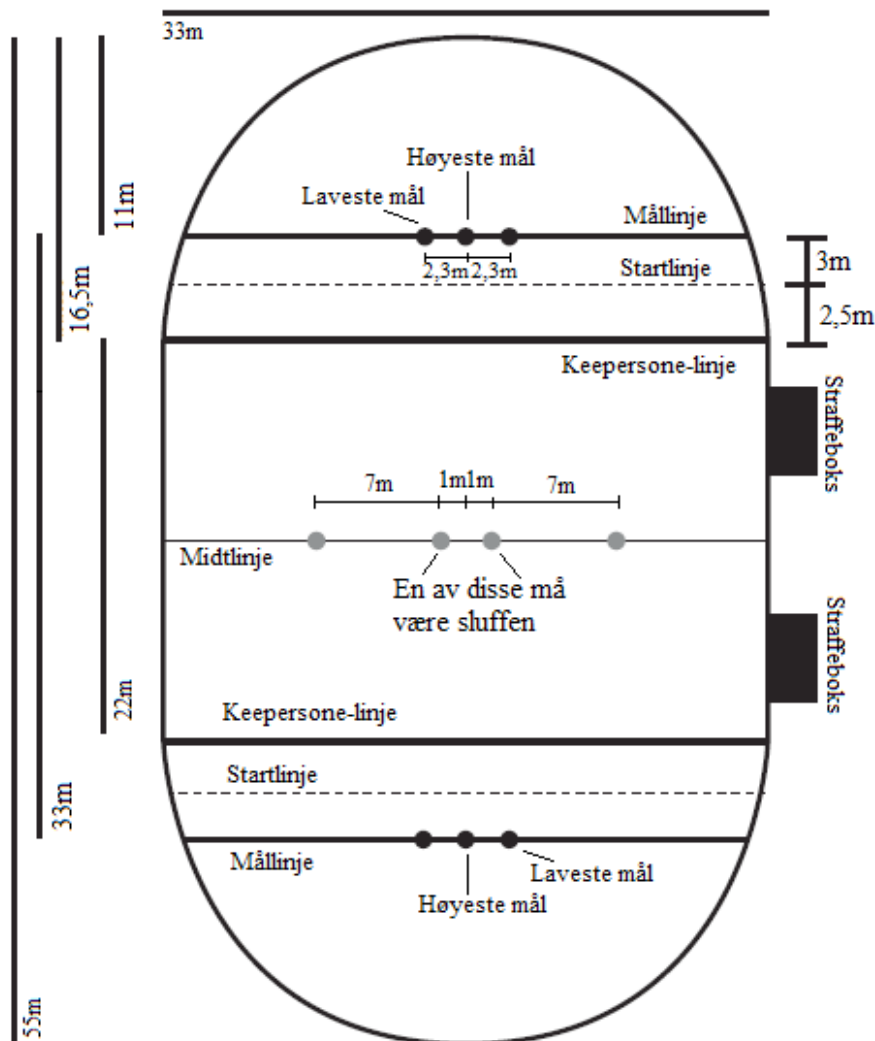 33m
11m
16,5m
Høyeste mål
Laveste mål
Mållinje
2,3m 2,3m
Startlinje
3m
2,5m
Keepersone-linje
Straffeboks
7m 1m1m 7m
Midtlinje
En av disse må
være sluffen
Straffeboks
22m
Keepersone-linje
Startlinje
33m
Mållinje
Laveste mål
Høyeste mål
55m